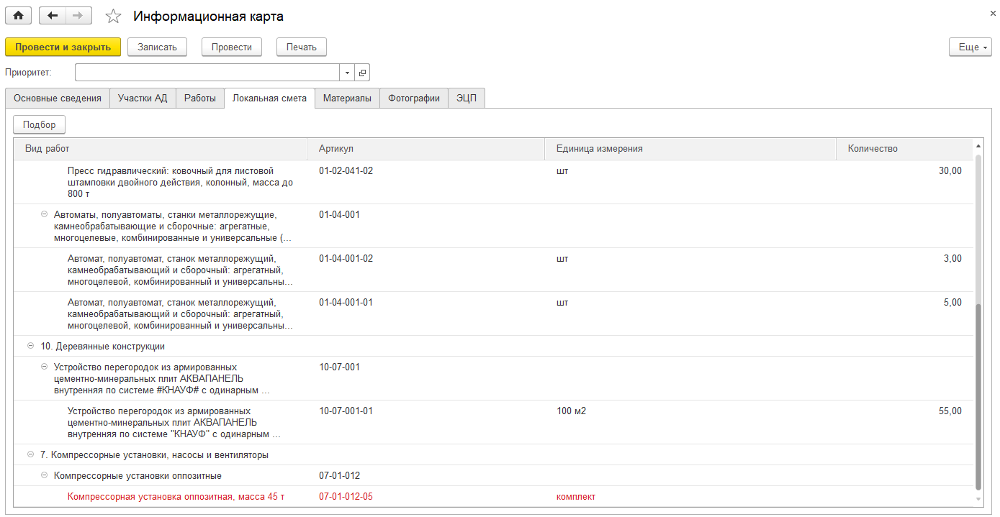 Информационная карта
Провести и закрыть Записать Провести Печать Еще
Приоритет:
Основные сведения Участки АД Работы Локальная смета Материалы Фотографии ЭЦП
Подбор
Вид работ Артикул Единица измерения Количество
Пресс гидравлический: ковочный для листовой 01-02-041-02 шт 30,00
штамповки двойного действия, колонный, масса до
800 т
Автоматы, полуавтоматы, станки металлорежущие, 01-04-001
камнеобрабатывающие и сборочные: агрегатные,
многоцелевые, комбинированные и универсальные (...
Автомат, полуавтомат, станок металлорежущий, 01-04-001-02 шт 3,00
камнеобрабатывающий и сборочный: агрегатный,
многоцелевой, комбинированный и универсальны...
Автомат, полуавтомат, станок металлорежущий, 01-04-001-01 шт 5,00
камнеобрабатывающий и сборочный: агрегатный,
многоцелевой, комбинированный и универсальны...
10. Деревянные конструкции
Устройство перегородок из армированных 10-07-001
цементно-минеральных плит АКВАПАНЕЛЬ
внутренняя по системе #КНАУФ# с одинарным ...
Устройство перегородок из армированных 10-07-001-01 100 м2 55,00
цементно-минеральных плит АКВАПАНЕЛЬ
внутренняя по системе "КНАУФ" с одинарным ...
7. Компрессорные установки, насосы и вентиляторы
Компрессорные установки оппозитные 07-01-012
Компрессорная установка оппозитная, масса 45 т 07-01-012-05 комплект